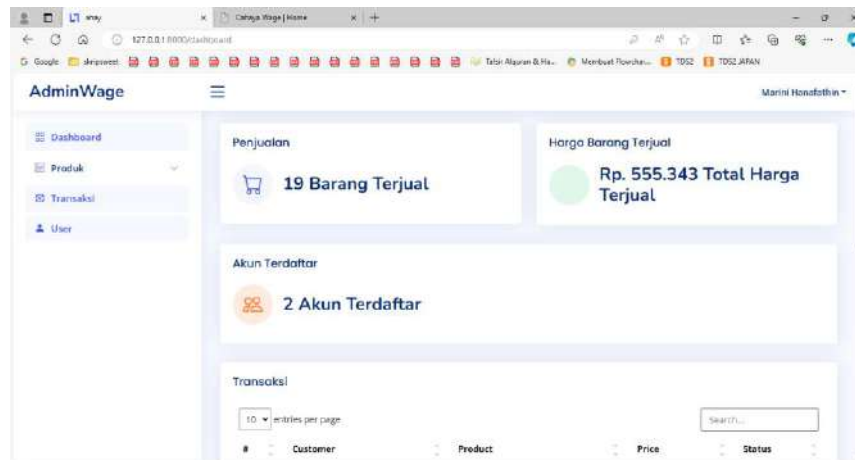 Cahaya Wage | Home
127.0.0.1:8000/dashboard
Google
skripsweet
Tafsir Alquran & Ha...
Membuat Flowchar...
TDS2
TDS2 JAPAN
AdminWage
Marini Hanafathin
Dashboard
Produk
Transaksi
User
Penjualan
19 Barang Terjual
Harga Barang Terjual
Rp. 555.343 Total Harga
Terjual
Akun Terdaftar
2 Akun Terdaftar
Transaksi
10 entries per page
Search...
# Customer Product Price Status